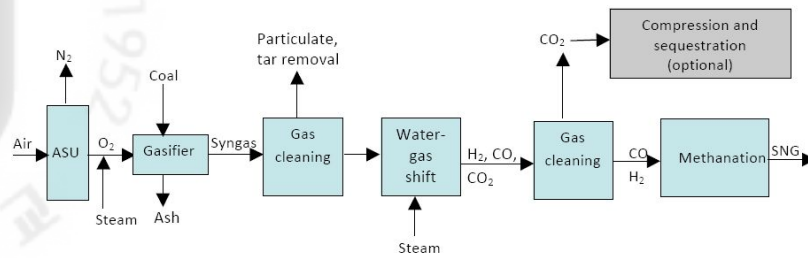 N₂
Air
ASU
O₂
Steam
Coal
Gasifier
Ash
Syngas
Particulate,
tar removal
Gas
cleaning
Water-
gas
shift
Steam
H₂, CO,
CO₂
Gas
cleaning
CO₂
Compression and
sequestration
(optional)
CO
H₂
Methanation
SNG
1952